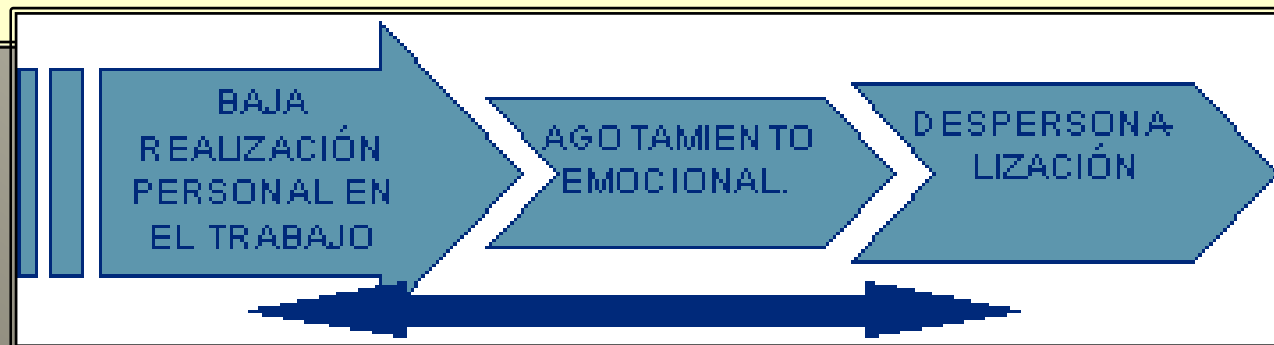 BAJA
REALIZACIÓN
PERSONAL EN
EL TRABAJO
AGOTAMIENTO
EMOCIONAL.
DESPERSONA-
LIZACIÓN